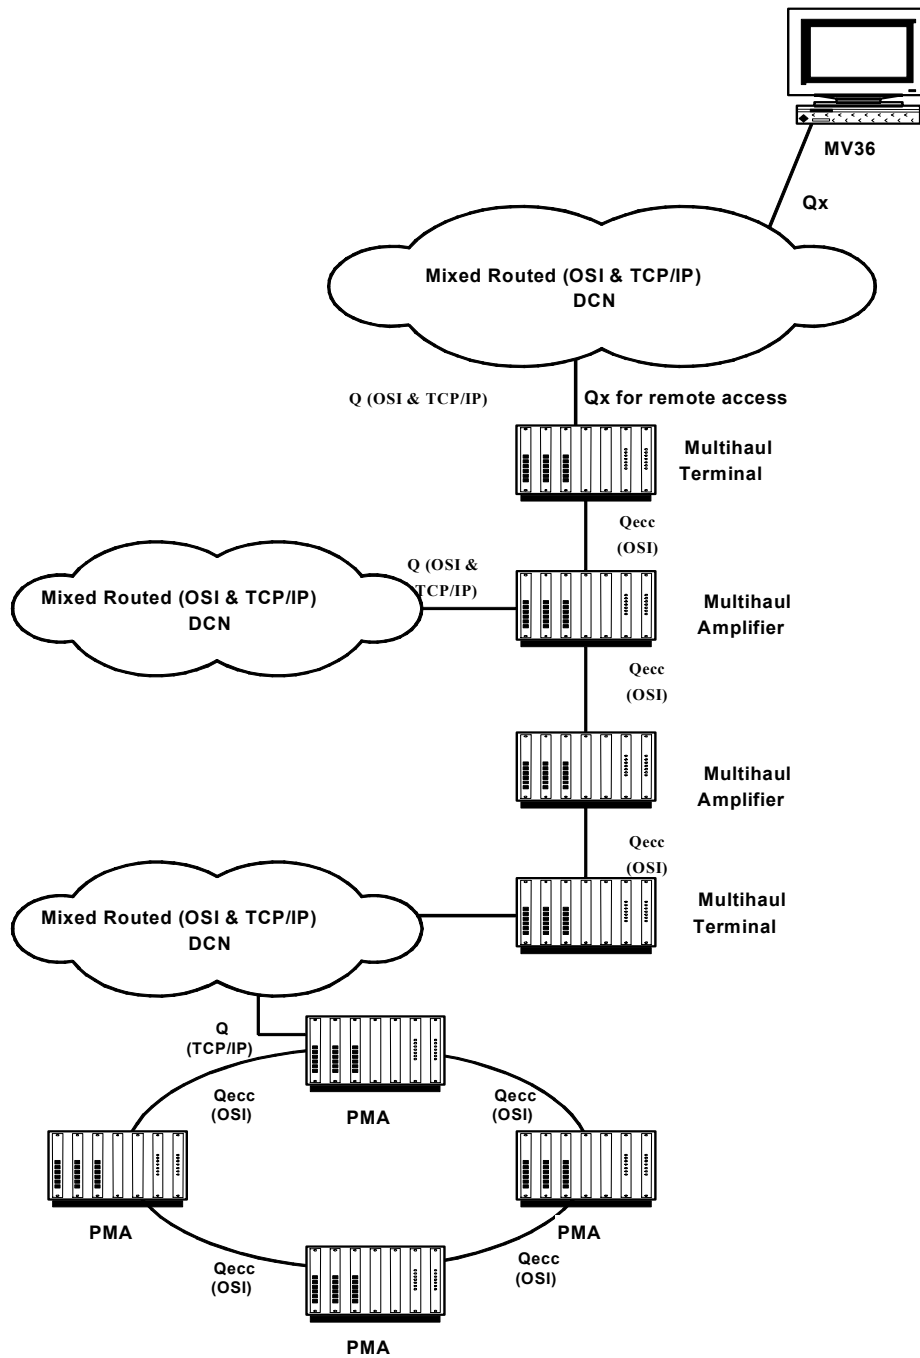 MV36
Qx
Mixed Routed (OSI & TCP/IP)
DCN
Q (OSI & TCP/IP)
Qx for remote access
Multihaul
Terminal
Qecc
(OSI)
Q (OSI &
TCP/IP)
Mixed Routed (OSI & TCP/IP)
DCN
Multihaul
Amplifier
Qecc
(OSI)
Multihaul
Amplifier
Qecc
(OSI)
Multihaul
Terminal
Mixed Routed (OSI & TCP/IP)
DCN
Q
(TCP/IP)
Qecc
(OSI)
PMA
Qecc
(OSI)
PMA
PMA
Qecc
(OSI)
Qecc
(OSI)
PMA